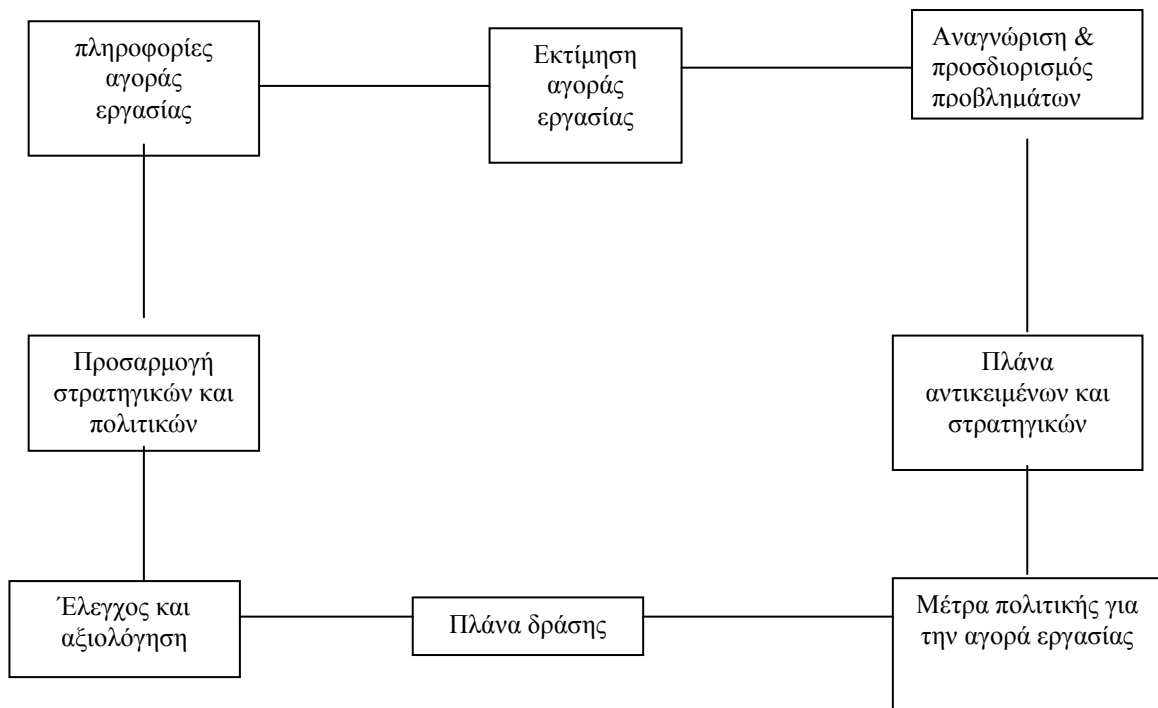 πληροφορίες
αγοράς
εργασίας
Εκτίμηση
αγοράς
εργασίας
Αναγνώριση &
προσδιορισμός
προβλημάτων
Προσαρμογή
στρατηγικών και
πολιτικών
Πλάνα
αντικειμένων και
στρατηγικών
Έλεγχος και
αξιολόγηση
Πλάνα δράσης
Μέτρα πολιτικής για
την αγορά εργασίας